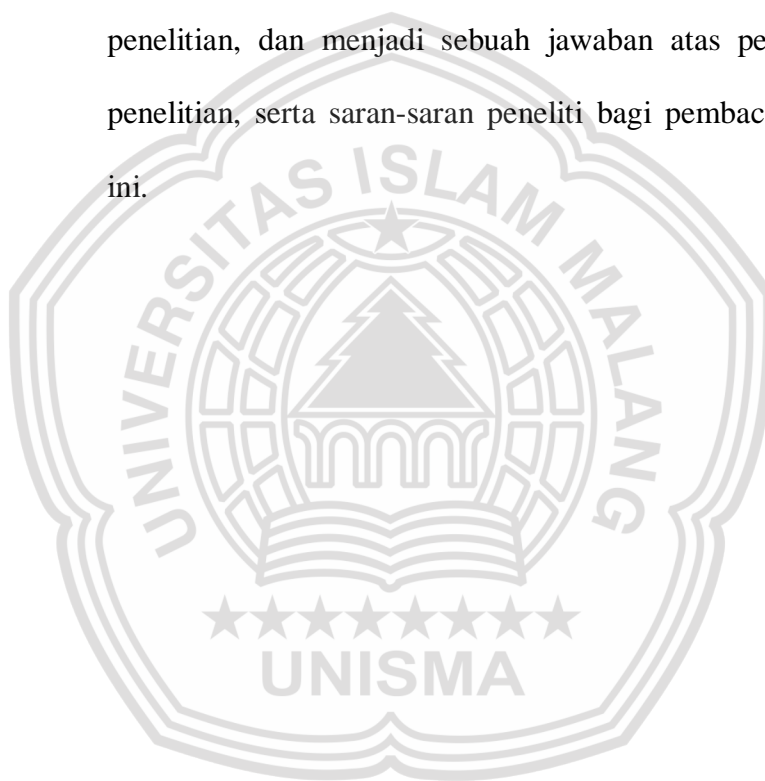 penelitian, dan menjadi sebuah jawaban atas pe
penelitian, serta saran-saran peneliti bagi pembac
ini.
UNIVERSITAS ISLAM MALANG
UNISMA